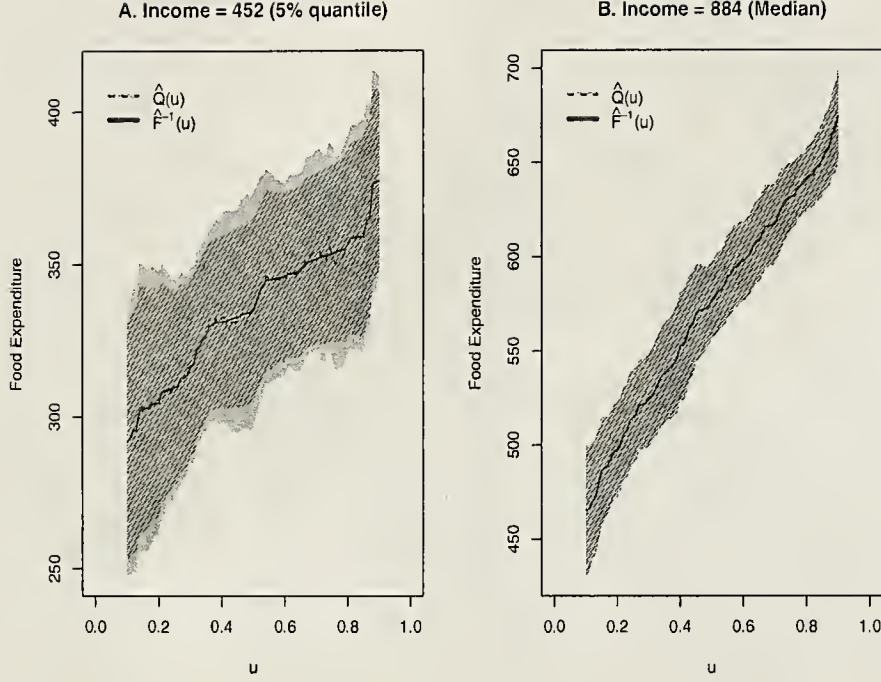 A. Income = 452 (5% quantile)
Q̂(u)
F̂⁻¹(u)
Food Expenditure
400
350
300
250
0.0 0.2 0.4 0.6 0.8 1.0
u
B. Income = 884 (Median)
Q̂(u)
F̂⁻¹(u)
Food Expenditure
700
650
600
550
500
450
0.0 0.2 0.4 0.6 0.8 1.0
u